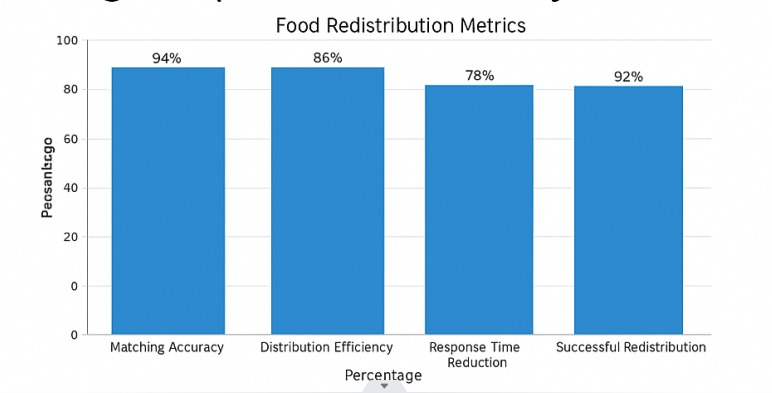 Food Redistribution Metrics
100
80
60
40
20
0
0
94%
86%
78%
92%
Matching Accuracy
Distribution Efficiency
Response Time
Reduction
Successful Redistribution
Percentage